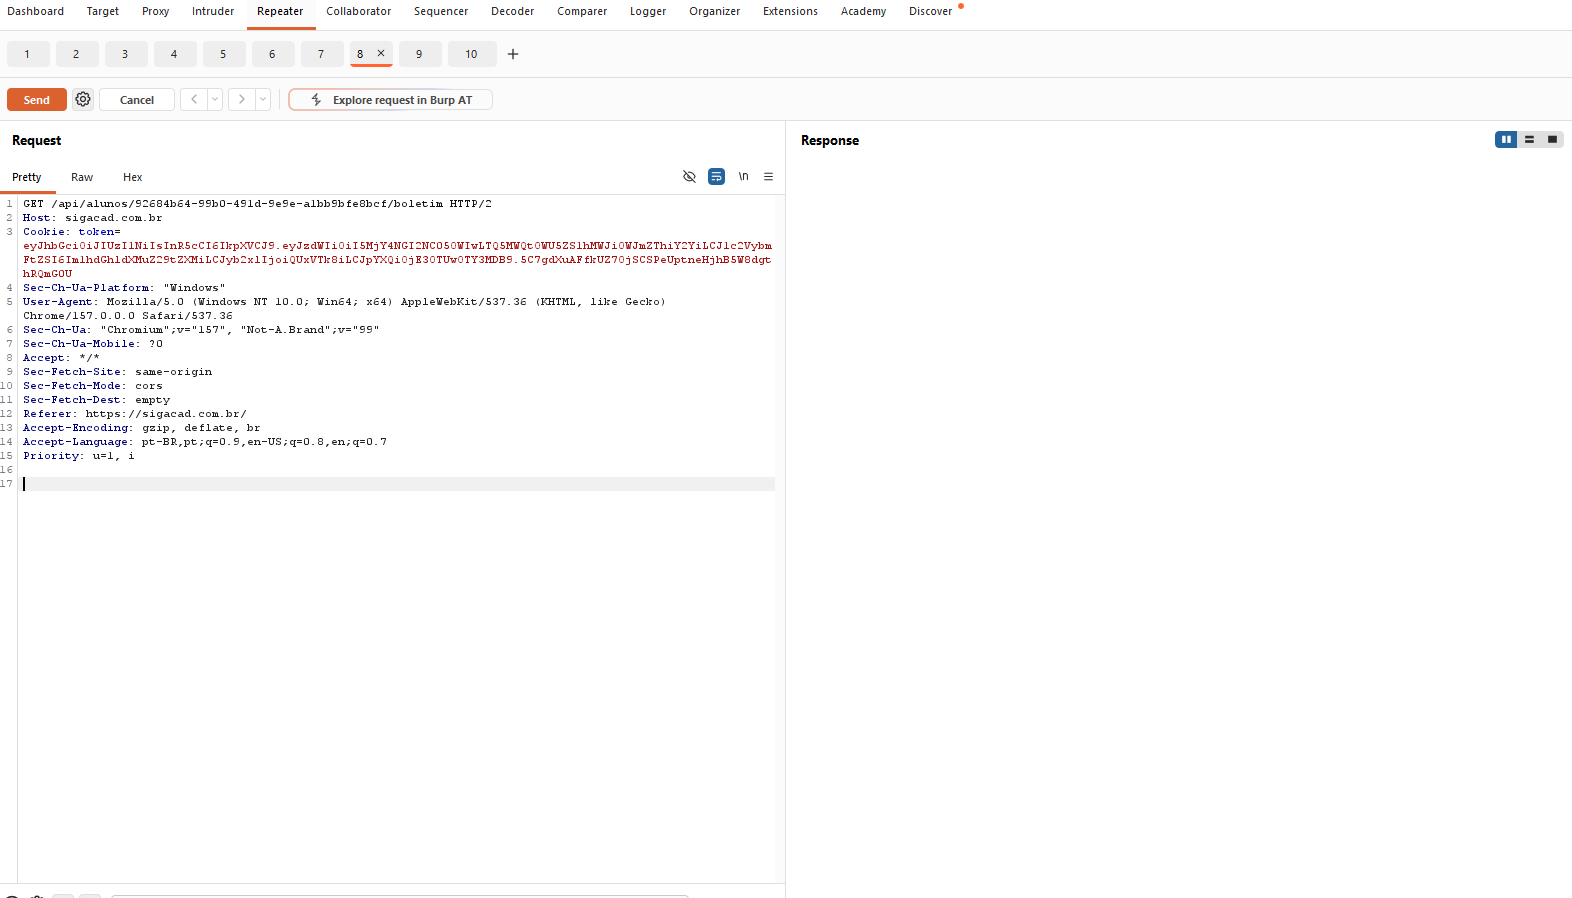 Dashboard Target Proxy Intruder Repeater Collaborator Sequencer Decoder Comparer Logger Organizer Extensions Academy Discover
1 2 3 4 5 6 7 8 × 9 10 +
Send Cancel < > Explore request in Burp AT
Request
Response
Pretty Raw Hex \n
1 GET /api/alunos/92684b64-99b0-491d-9e9e-a1bb9bfe8bcf/boletim HTTP/2
2 Host: sigacad.com.br
3 Cookie: token=
4 Sec-Ch-Ua-Platform: "Windows"
5 User-Agent: Mozilla/5.0 (Windows NT 10.0; Win64; x64) AppleWebKit/537.36 (KHTML, like Gecko)
Chrome/157.0.0.0 Safari/537.36
6 Sec-Ch-Ua: "Chromium";v="157", "Not-A.Brand";v="99"
7 Sec-Ch-Ua-Mobile: ?0
8 Accept: */*
9 Sec-Fetch-Site: same-origin
10 Sec-Fetch-Mode: cors
11 Sec-Fetch-Dest: empty
12 Referer: https://sigacad.com.br/
13 Accept-Encoding: gzip, deflate, br
14 Accept-Language: pt-BR,pt;q=0.9,en-US;q=0.8,en;q=0.7
15 Priority: u=1, i
16
17